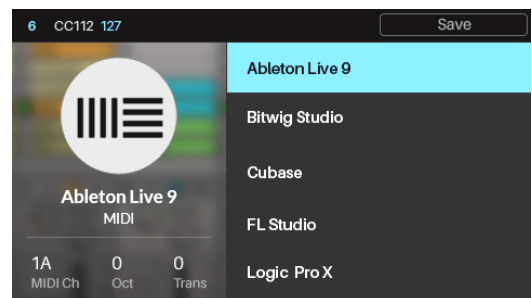 6 CC112 127 Save
Ableton Live 9
MIDI
1A 0 0
MIDI Ch Oct Trans
Ableton Live 9
Bitwig Studio
Cubase
FL Studio
Logic Pro X